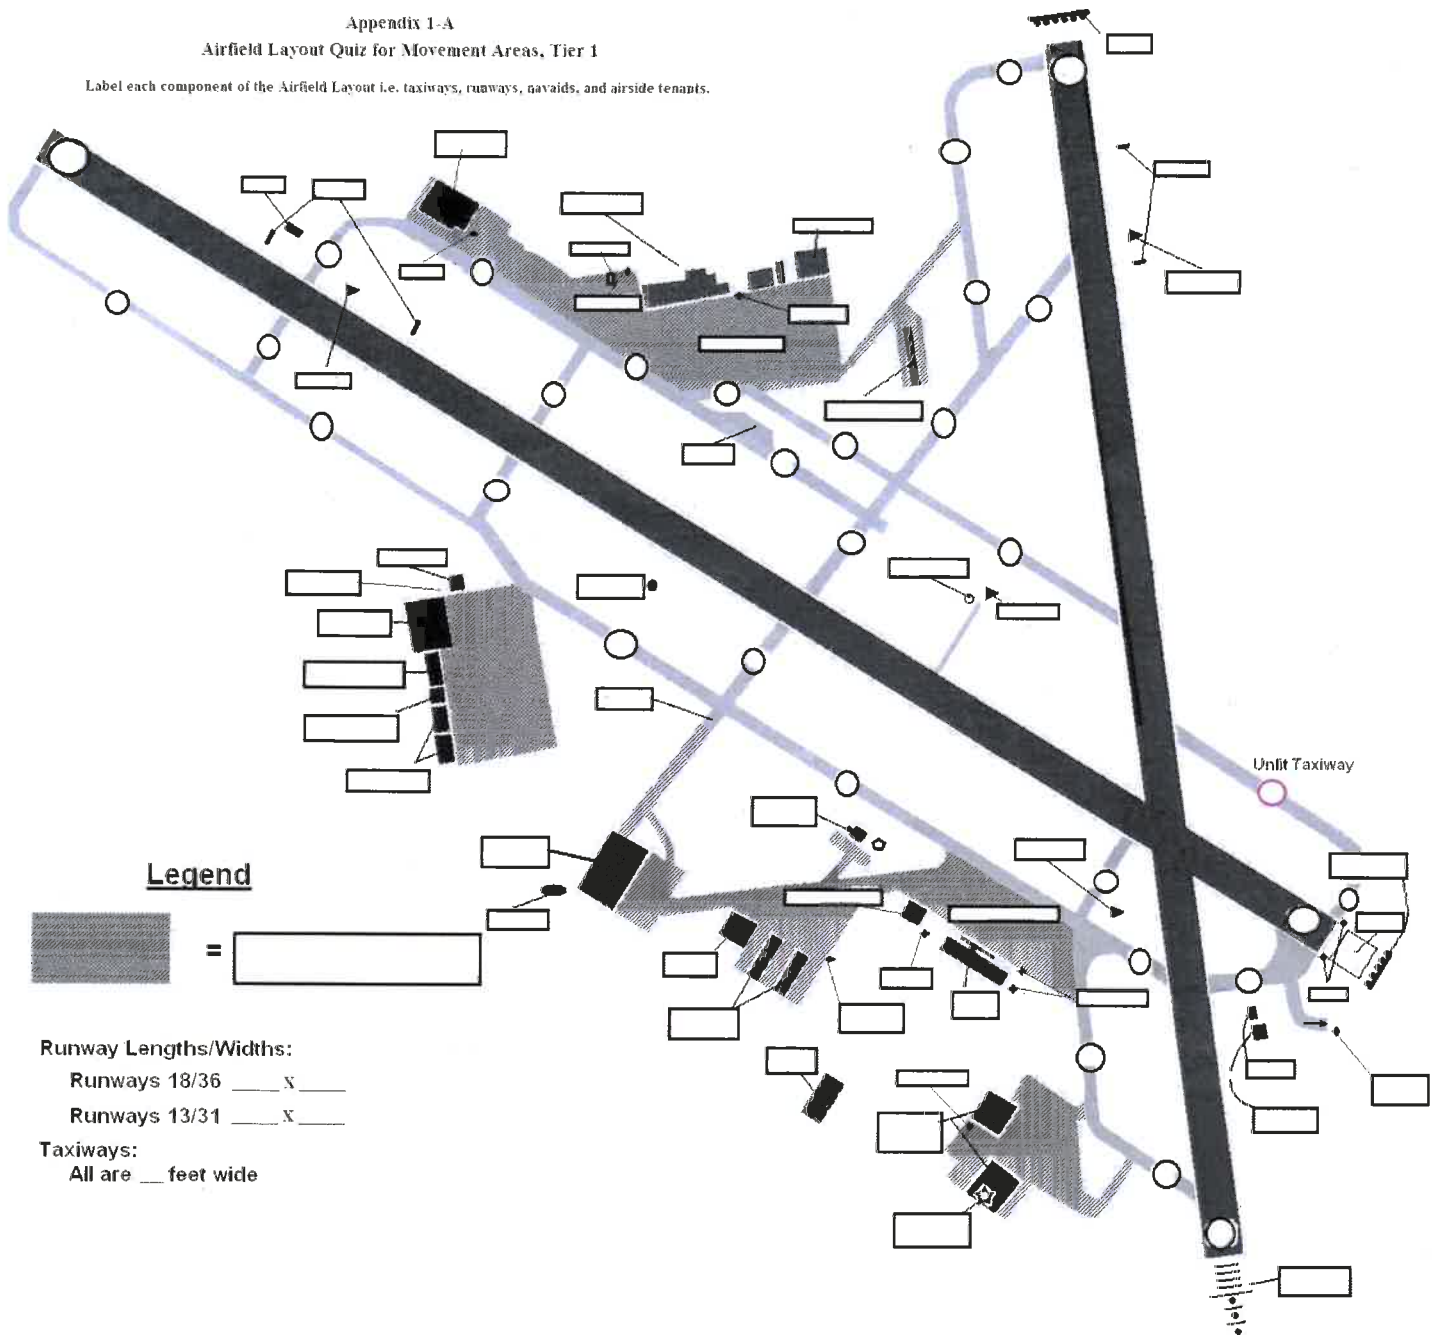 Appendix 1-A
Airfield Layout Quiz for Movement Areas, Tier 1
Label each component of the Airfield Layout i.e. taxiways, runways, navaids, and airside tenants.
Unlit Taxiway
Legend
=
Runway Lengths/Widths:
Runways 18/36 ____ x ____
Runways 13/31 ____ x ____
Taxiways:
All are __ feet wide